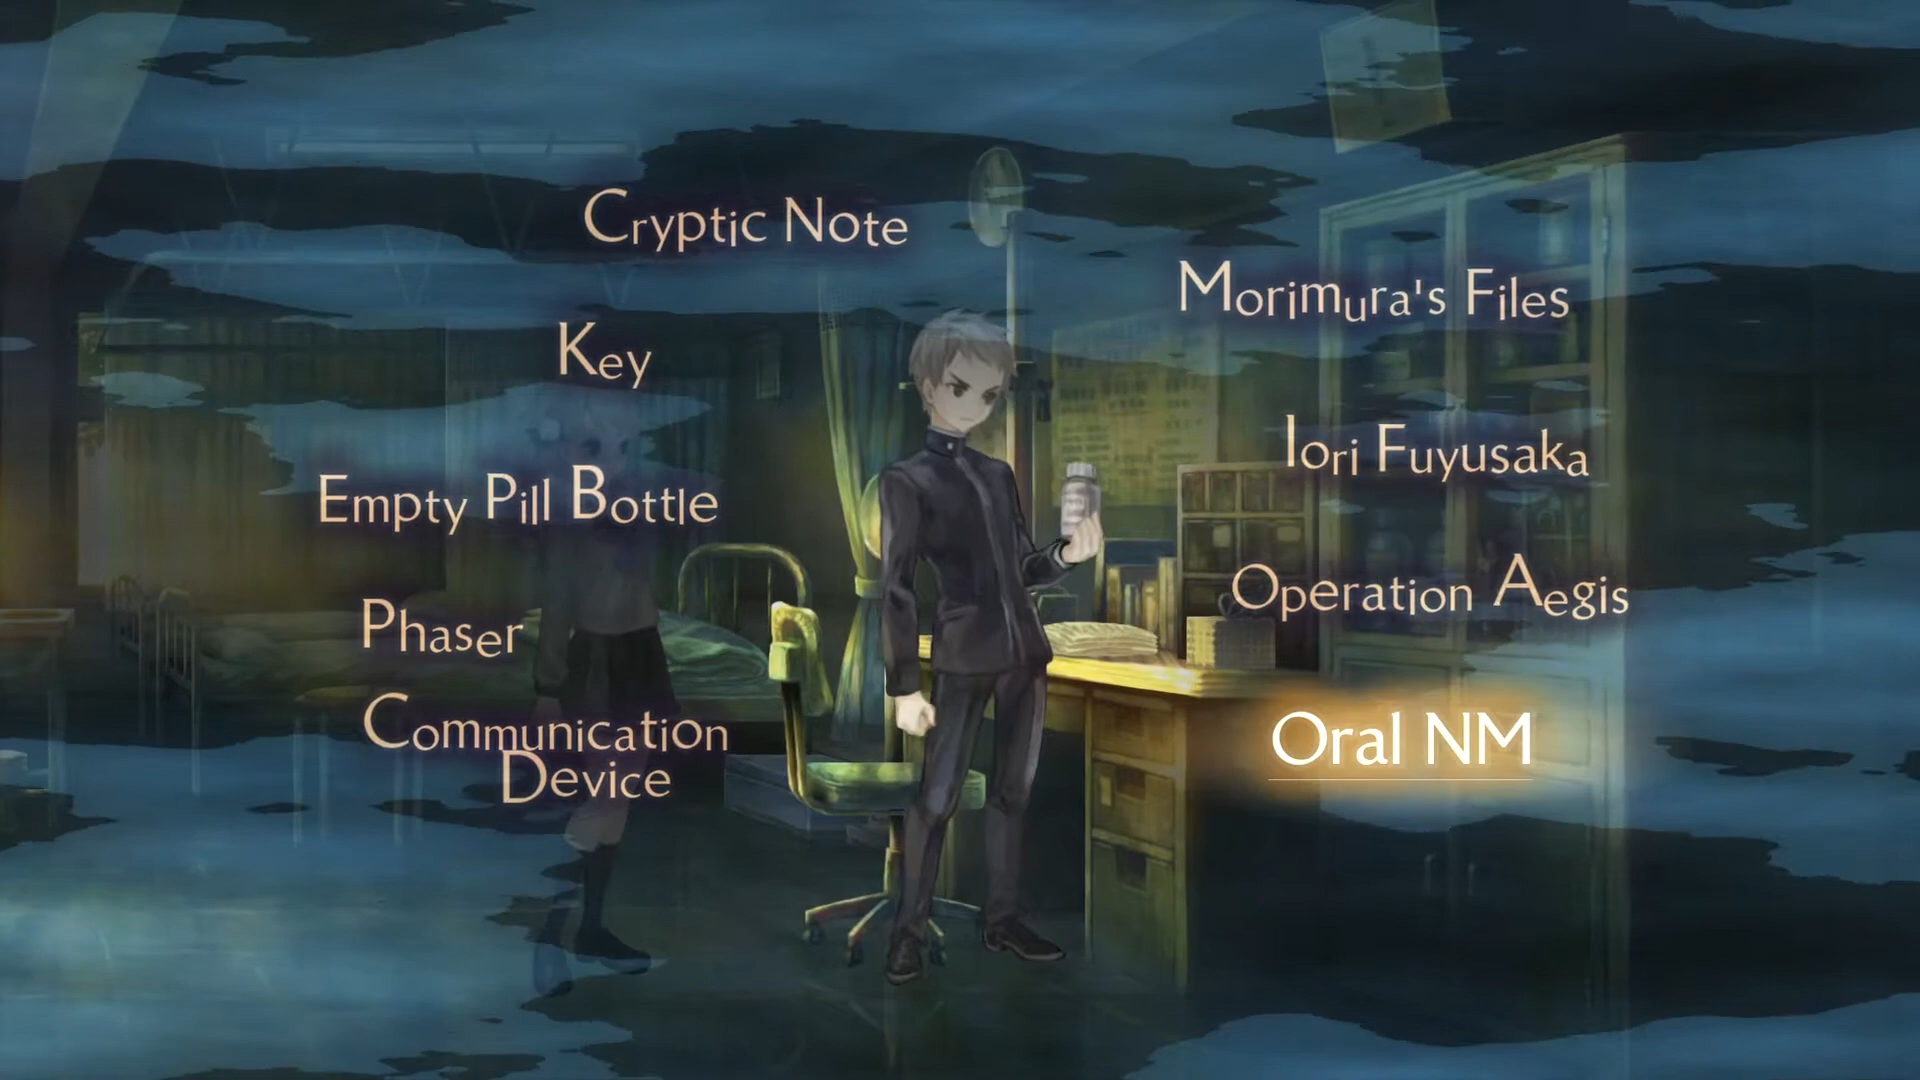 Cryptic Note
Key
Empty Pill Bottle
Phaser
Communication
Device
Morimura's Files
Iori Fuyusaka
Operation Aegis
Oral NM